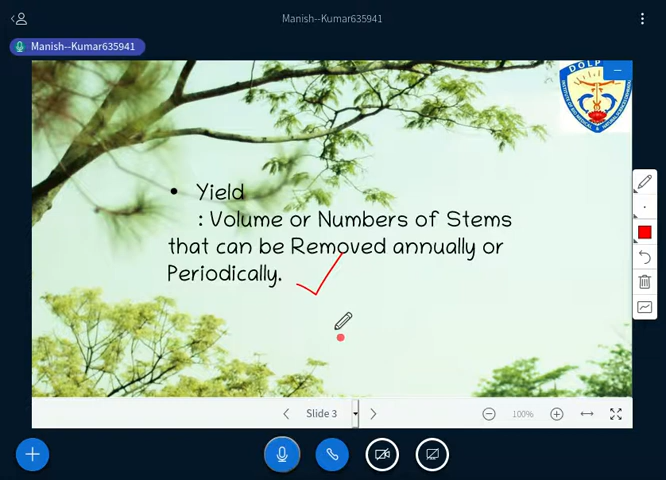 Manish--Kumar635941
Manish--Kumar635941
DOLP
• Yield
: Volume or Numbers of Stems
that can be Removed annually or
Periodically.
Slide 3
100%